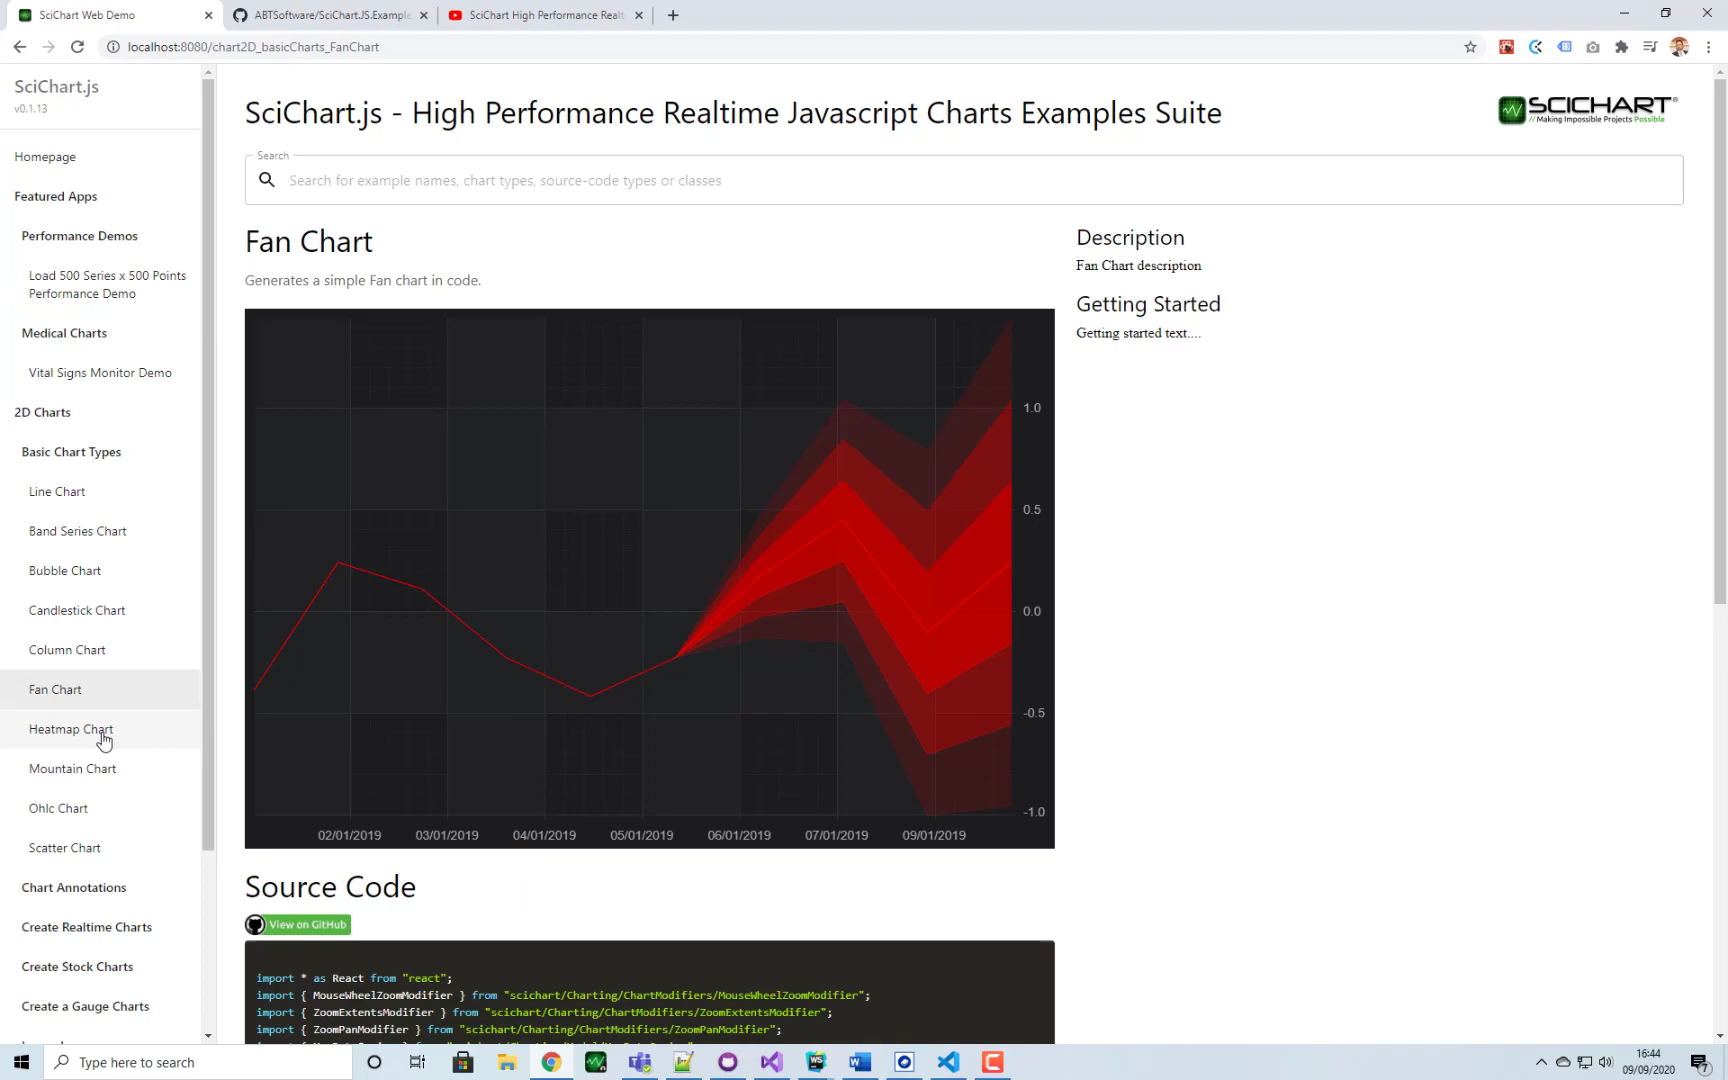 SciChart Web Demo
ABTSoftware/SciChart.JS.Example
SciChart High Performance Realt
localhost:8080/chart2D_basicCharts_FanChart
SciChart.js
v0.1.13
Homepage
Featured Apps
Performance Demos
Load 500 Series x 500 Points
Performance Demo
Medical Charts
Vital Signs Monitor Demo
2D Charts
Basic Chart Types
Line Chart
Band Series Chart
Bubble Chart
Candlestick Chart
Column Chart
Fan Chart
Heatmap Chart
Mountain Chart
Ohlc Chart
Scatter Chart
Chart Annotations
Create Realtime Charts
Create Stock Charts
Create a Gauge Charts
SciChart.js - High Performance Realtime Javascript Charts Examples Suite
SCICHART®
// Making Impossible Projects Possible
Search
Search for example names, chart types, source-code types or classes
Fan Chart
Generates a simple Fan chart in code.
1.0
0.5
0.0
-0.5
-1.0
02/01/2019 03/01/2019 04/01/2019 05/01/2019 06/01/2019 07/01/2019 09/01/2019
Description
Fan Chart description
Getting Started
Getting started text....
Source Code
View on GitHub
import * as React from "react";
import { MouseWheelZoomModifier } from "scichart/Charting/ChartModifiers/MouseWheelZoomModifier";
import { ZoomExtentsModifier } from "scichart/Charting/ChartModifiers/ZoomExtentsModifier";
import { ZoomPanModifier } from "scichart/Charting/ChartModifiers/ZoomPanModifier";
Type here to search
16:44
09/09/2020
7